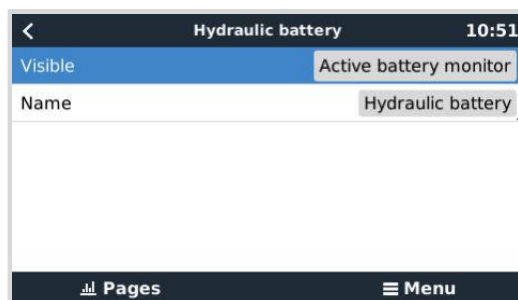 Hydraulic battery 10:51
Visible Active battery monitor
Name Hydraulic battery
Pages Menu